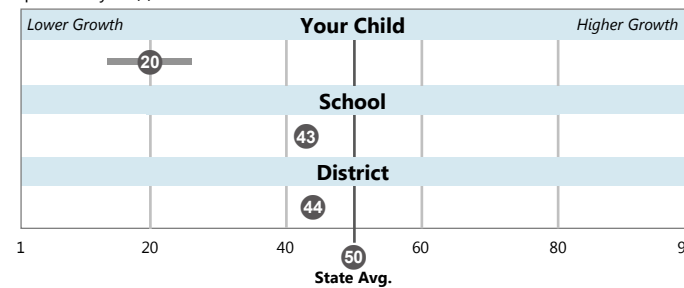 Lower Growth Your Child Higher Growth
20
School
43
District
44
1 20 40 50 60 80
State Avg.